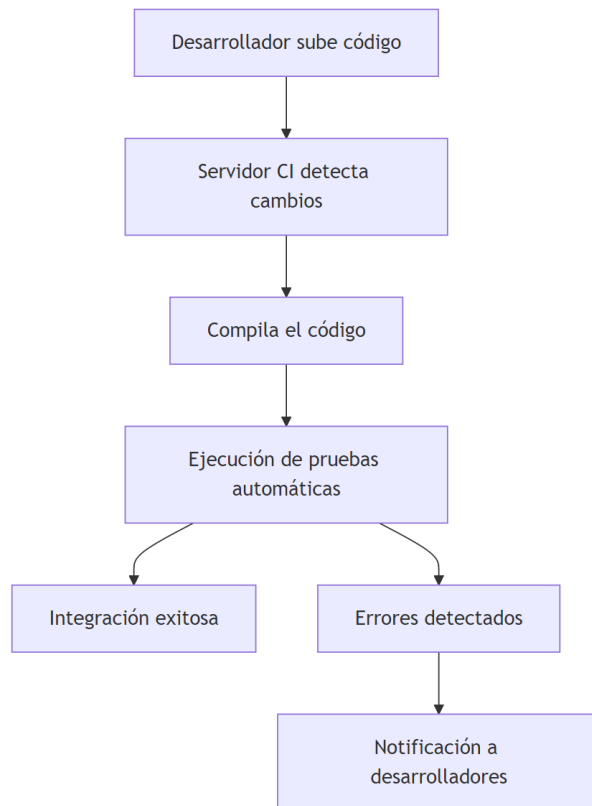 Desarrollador sube código
Servidor CI detecta
cambios
Compila el código
Ejecución de pruebas
automáticas
Integración exitosa
Errores detectados
Notificación a
desarrolladores